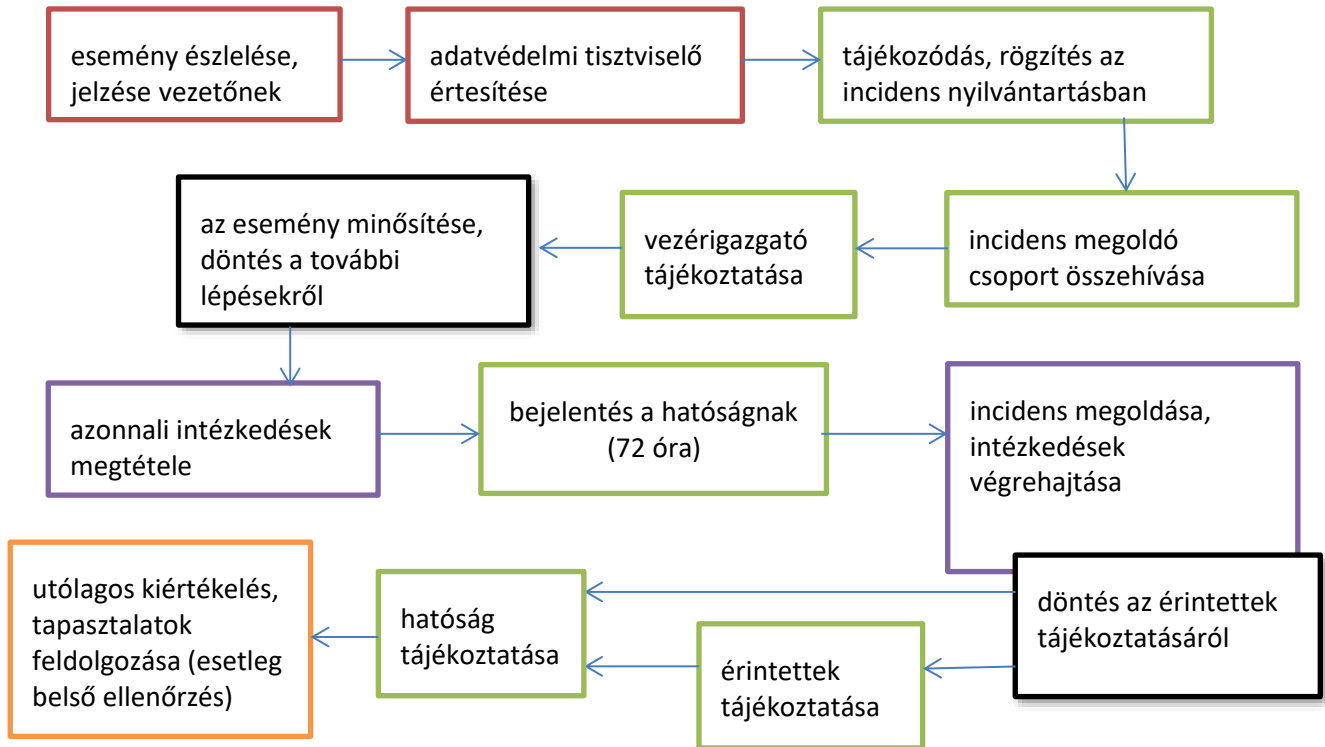 esemény észlelése,
jelzése vezetőnek
adatvédelmi tisztviselő
értesítése
tájékozódás, rögzítés az
incidens nyilvántartásban
incidens megoldó
csoport összehívása
vezérigazgató
tájékoztatása
az esemény minősítése,
döntés a további
lépésekről
azonnali intézkedések
megtétele
bejelentés a hatóságnak
(72 óra)
incidens megoldása,
intézkedések
végrehajtása
döntés az érintettek
tájékoztatásáról
érintettek
tájékoztatása
hatóság
tájékoztatása
utólagos kiértékelés,
tapasztalatok
feldolgozása (esetleg
belső ellenőrzés)